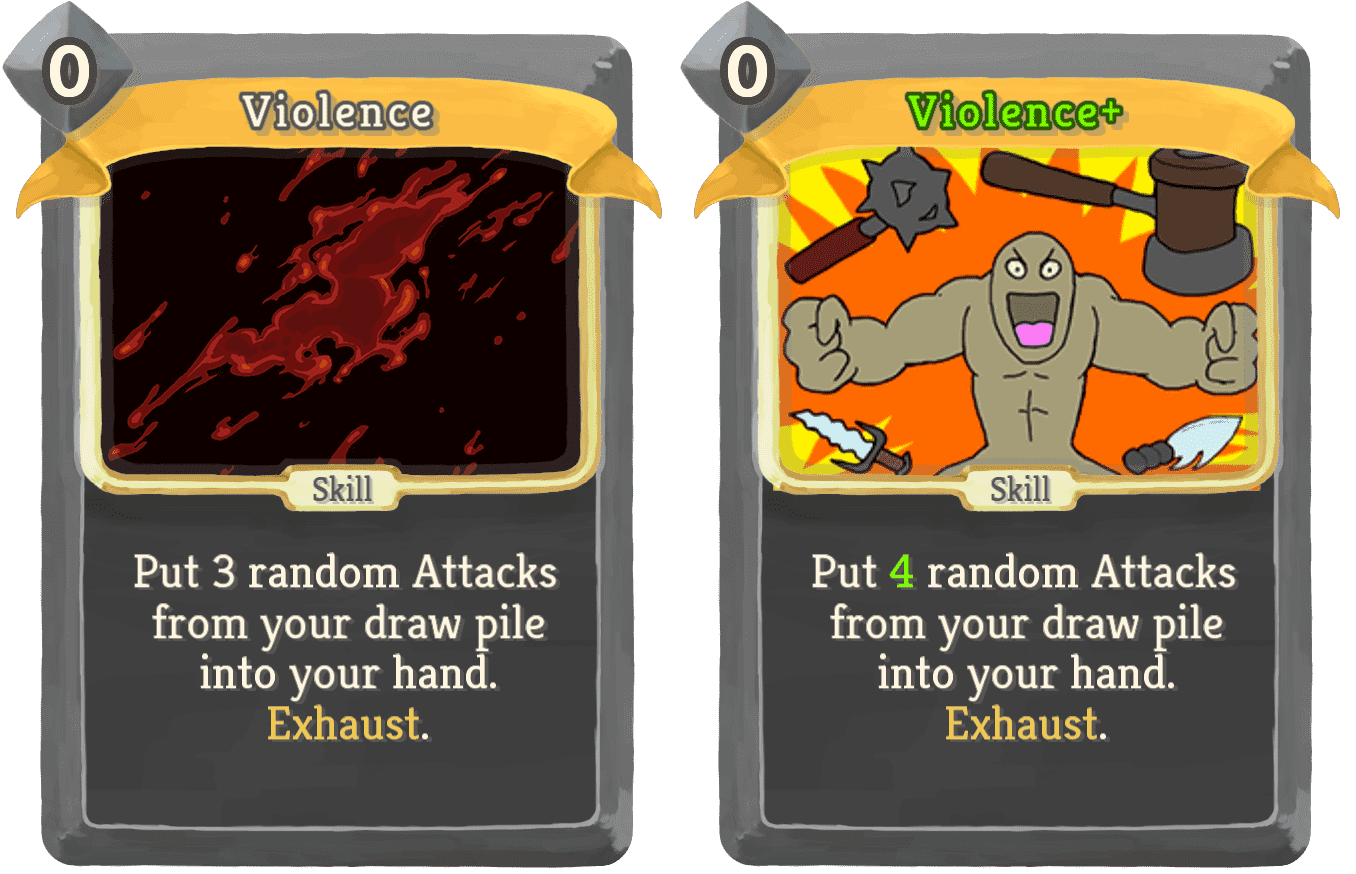 0
Violence
Skill
Put 3 random Attacks
from your draw pile
into your hand.
Exhaust.
0
Violence+
Skill
Put 4 random Attacks
from your draw pile
into your hand.
Exhaust.